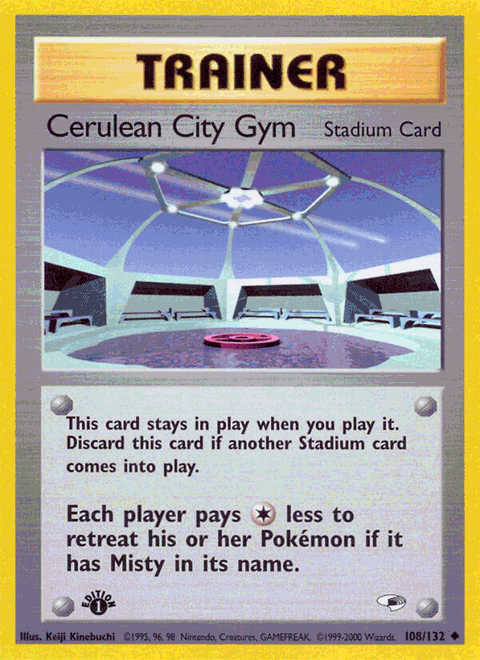 TRAINER
Cerulean City Gym Stadium Card
This card stays in play when you play it.
Discard this card if another Stadium card
comes into play.
Each player pays less to
retreat his or her Pokémon if it
has Misty in its name.
EDITION
1
Illus. Keiji Kinebuchi ©1995, 96, 98 Nintendo, Creatures, GAMEFREAK. ©1999-2000 Wizards. 108/132